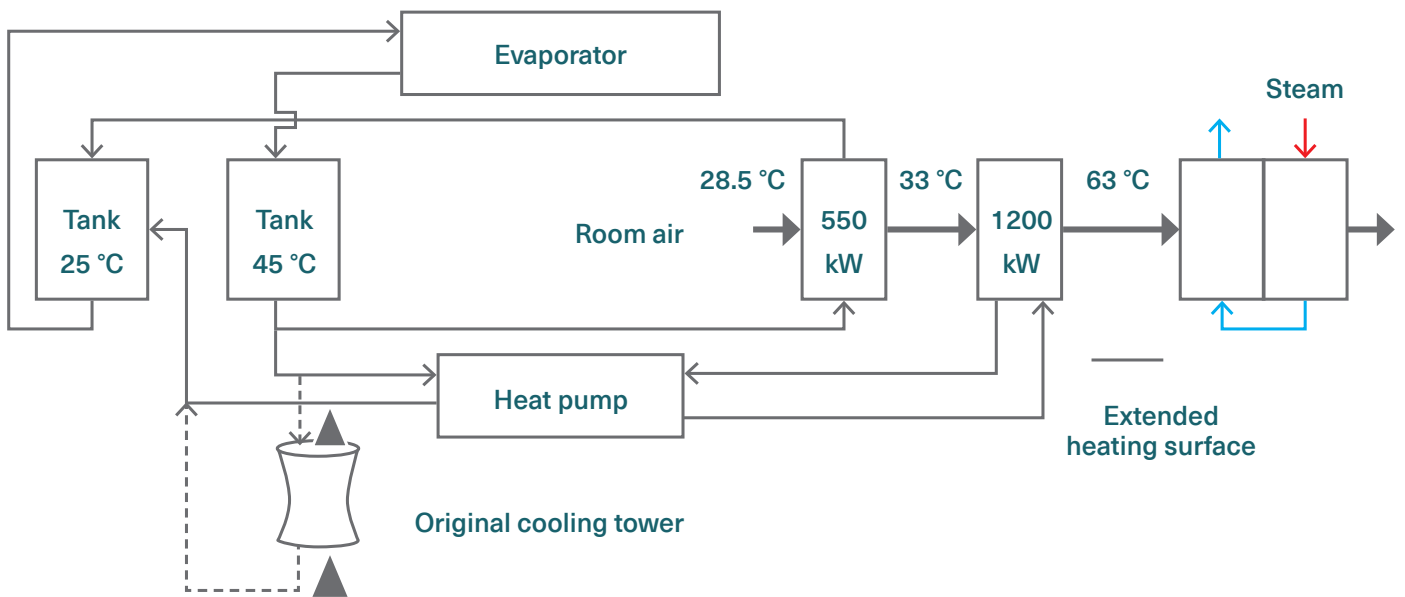 Evaporator
Steam
28.5 °C
33 °C
63 °C
Tank
25 °C
Tank
45 °C
Room air
550
kW
1200
kW
Heat pump
Extended
heating surface
Original cooling tower